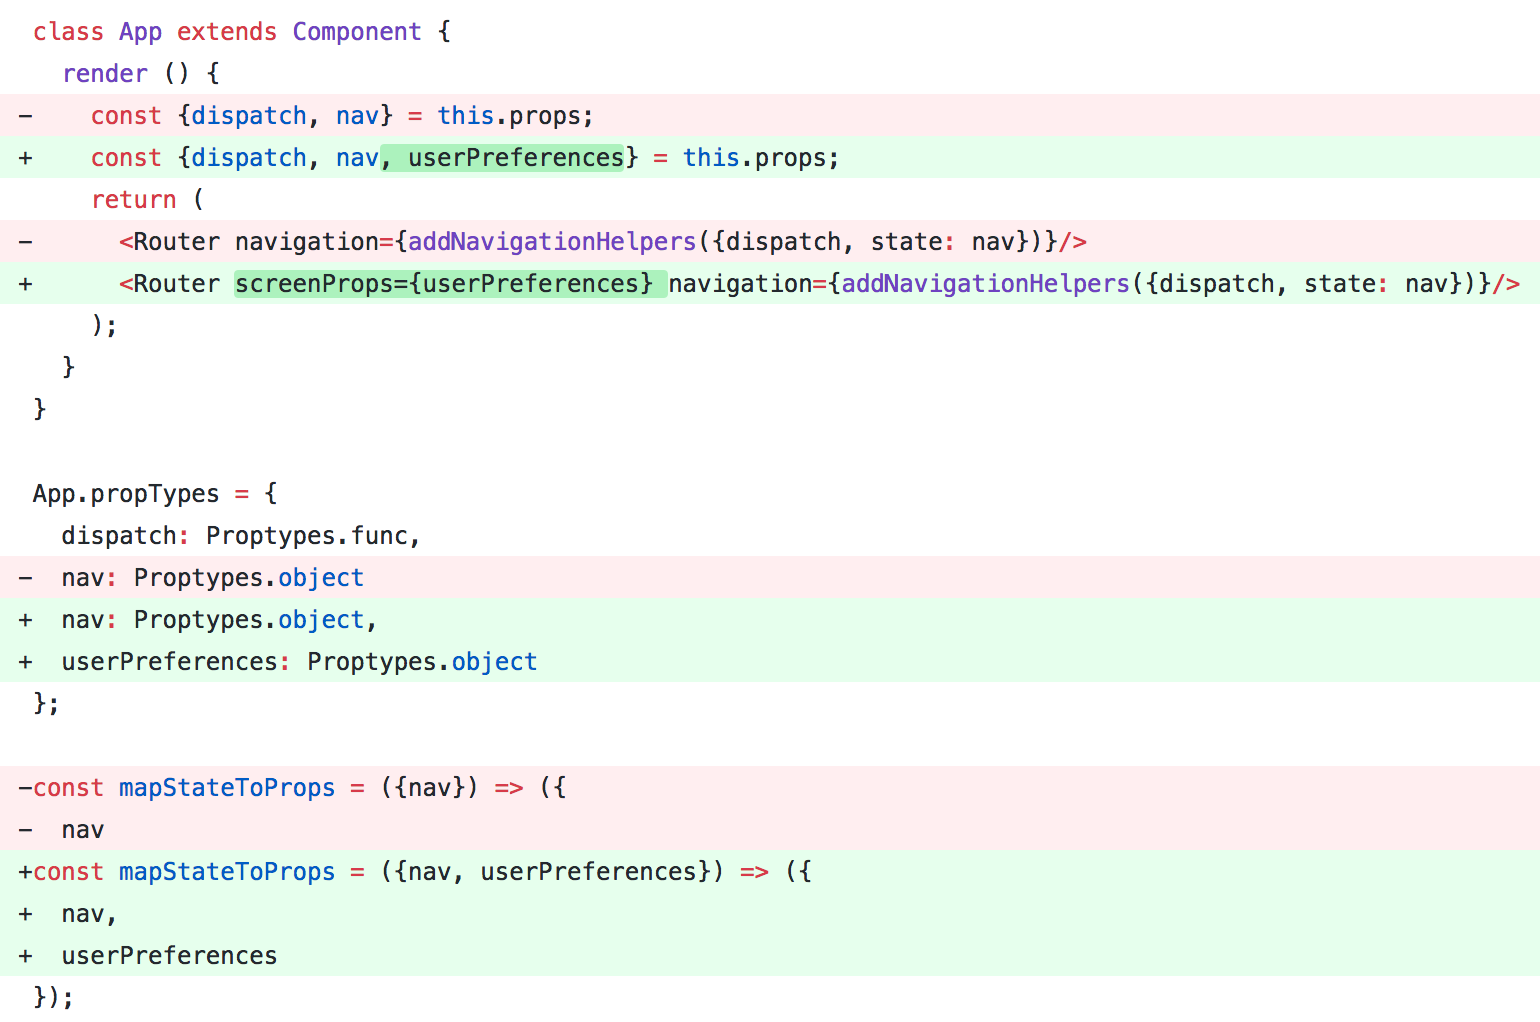 class App extends Component {
  render () {
-    const {dispatch, nav} = this.props;
+    const {dispatch, nav, userPreferences} = this.props;
    return (
-      <Router navigation={addNavigationHelpers({dispatch, state: nav})}/>
+      <Router screenProps={userPreferences} navigation={addNavigationHelpers({dispatch, state: nav})}/>
    );
  }
}

App.propTypes = {
  dispatch: Proptypes.func,
-  nav: Proptypes.object
+  nav: Proptypes.object,
+  userPreferences: Proptypes.object
};

-const mapStateToProps = ({nav}) => ({
-  nav
+const mapStateToProps = ({nav, userPreferences}) => ({
+  nav,
+  userPreferences
});